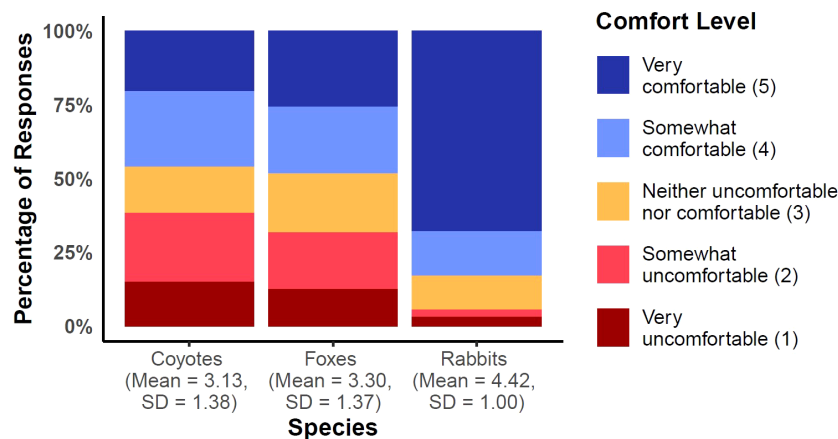 Percentage of Responses
100%
75%
50%
25%
0%
Coyotes
(Mean = 3.13,
SD = 1.38)
Foxes
(Mean = 3.30,
SD = 1.37)
Rabbits
(Mean = 4.42,
SD = 1.00)
Species
Comfort Level
Very
comfortable (5)
Somewhat
comfortable (4)
Neither uncomfortable
nor comfortable (3)
Somewhat
uncomfortable (2)
Very
uncomfortable (1)